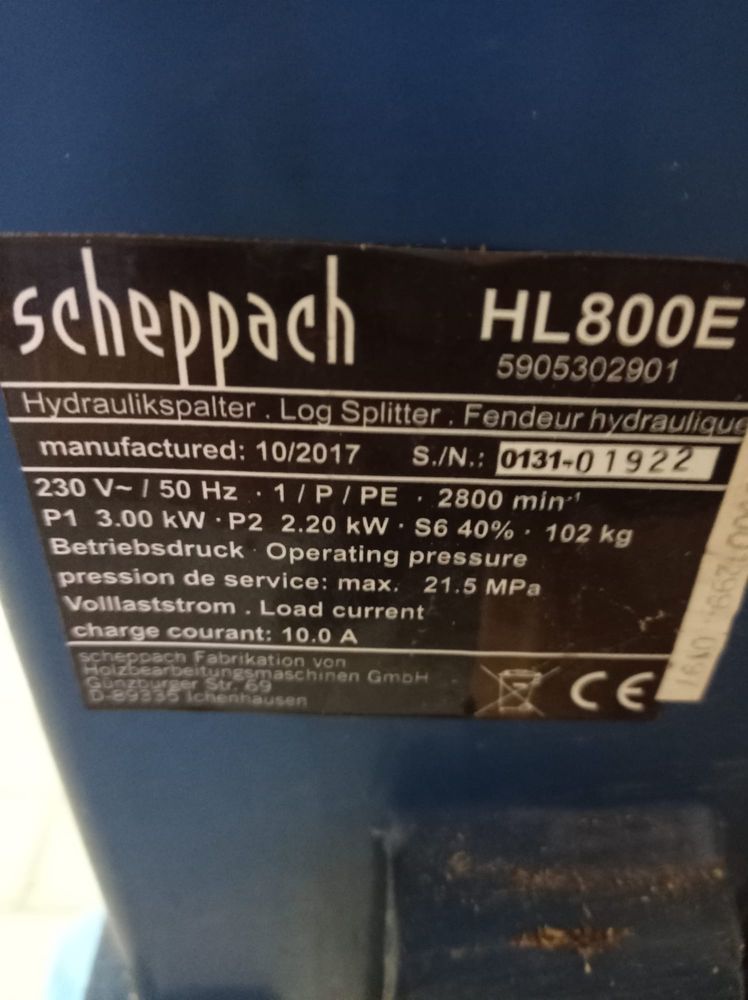 scheppach
HL800E
5905302901
Hydraulikspalter . Log Splitter . Fendeur hydraulique
manufactured: 10/2017 S./N.: 0131-01922
230 V~ / 50 Hz · 1 / P / PE · 2800 min-1
P1 3.00 kW · P2 2.20 kW · S6 40% · 102 kg
Betriebsdruck · Operating pressure
pression de service: max. 21.5 MPa
Volllaststrom . Load current
charge courant: 10.0 A
scheppach Fabrikation von
Holzbearbeitungsmaschinen GmbH
Günzburger Str. 69
D-89335 Ichenhausen
CE